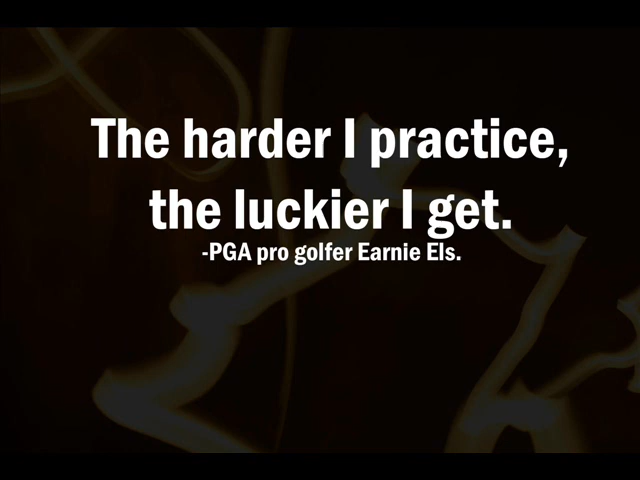 The harder I practice,
the luckier I get.
-PGA pro golfer Earnie Els.